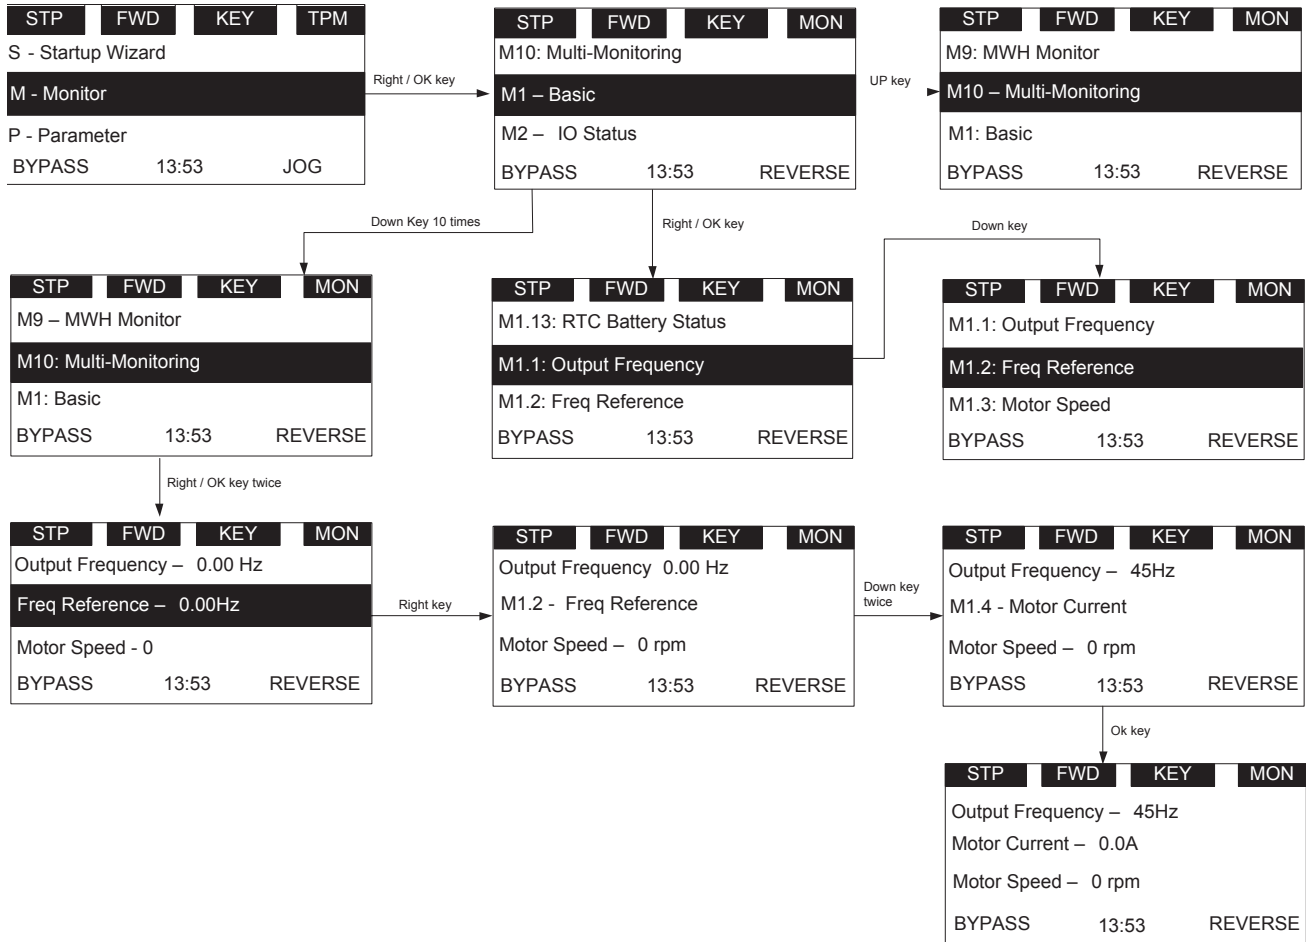 STP FWD KEY TPM
S - Startup Wizard
M - Monitor
P - Parameter
BYPASS 13:53 JOG
Right / OK key
STP FWD KEY MON
M10: Multi-Monitoring
M1 – Basic
M2 – IO Status
BYPASS 13:53 REVERSE
UP key
STP FWD KEY MON
M9: MWH Monitor
M10 – Multi-Monitoring
M1: Basic
BYPASS 13:53 REVERSE
Down Key 10 times
Right / OK key
Down key
STP FWD KEY MON
M9 – MWH Monitor
M10: Multi-Monitoring
M1: Basic
BYPASS 13:53 REVERSE
STP FWD KEY MON
M1.13: RTC Battery Status
M1.1: Output Frequency
M1.2: Freq Reference
BYPASS 13:53 REVERSE
STP FWD KEY MON
M1.1: Output Frequency
M1.2: Freq Reference
M1.3: Motor Speed
BYPASS 13:53 REVERSE
Right / OK key twice
STP FWD KEY MON
Output Frequency – 0.00 Hz
Freq Reference – 0.00Hz
Motor Speed - 0
BYPASS 13:53 REVERSE
Right key
STP FWD KEY MON
Output Frequency 0.00 Hz
M1.2 - Freq Reference
Motor Speed – 0 rpm
BYPASS 13:53 REVERSE
Down key
twice
STP FWD KEY MON
Output Frequency – 45Hz
M1.4 - Motor Current
Motor Speed – 0 rpm
BYPASS 13:53 REVERSE
Ok key
STP FWD KEY MON
Output Frequency – 45Hz
Motor Current – 0.0A
Motor Speed – 0 rpm
BYPASS 13:53 REVERSE